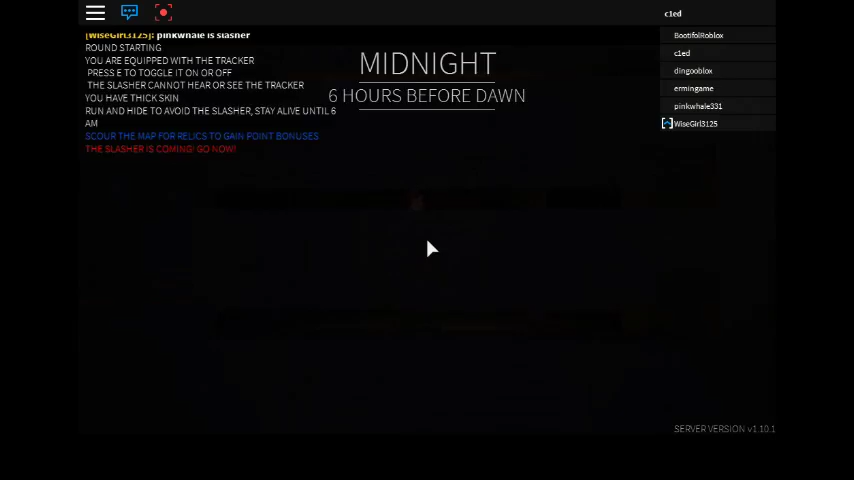 c1ed
[WiseGirl3125]: pinkwhale is slasher
ROUND STARTING
YOU ARE EQUIPPED WITH THE TRACKER
PRESS E TO TOGGLE IT ON OR OFF
THE SLASHER CANNOT HEAR OR SEE THE TRACKER
YOU HAVE THICK SKIN
RUN AND HIDE TO AVOID THE SLASHER, STAY ALIVE UNTIL 6
AM
SCOUR THE MAP FOR RELICS TO GAIN POINT BONUSES
THE SLASHER IS COMING! GO NOW!
MIDNIGHT
6 HOURS BEFORE DAWN
BootifolRoblox
c1ed
dingooblox
ermingame
pinkwhale331
WiseGirl3125
SERVER VERSION v1.10.1